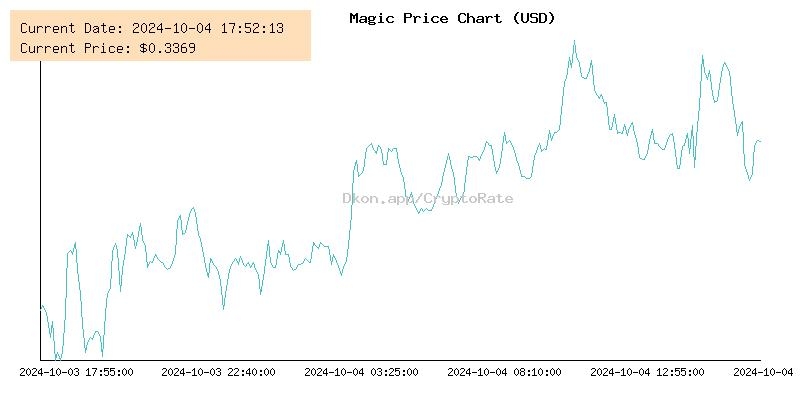 Magic Price Chart (USD)
Current Date: 2024-10-04 17:52:13
Current Price: $0.3369
Dkon.app/CryptoRate
2024-10-03 17:55:00 2024-10-03 22:40:00 2024-10-04 03:25:00 2024-10-04 08:10:00 2024-10-04 12:55:00 2024-10-04